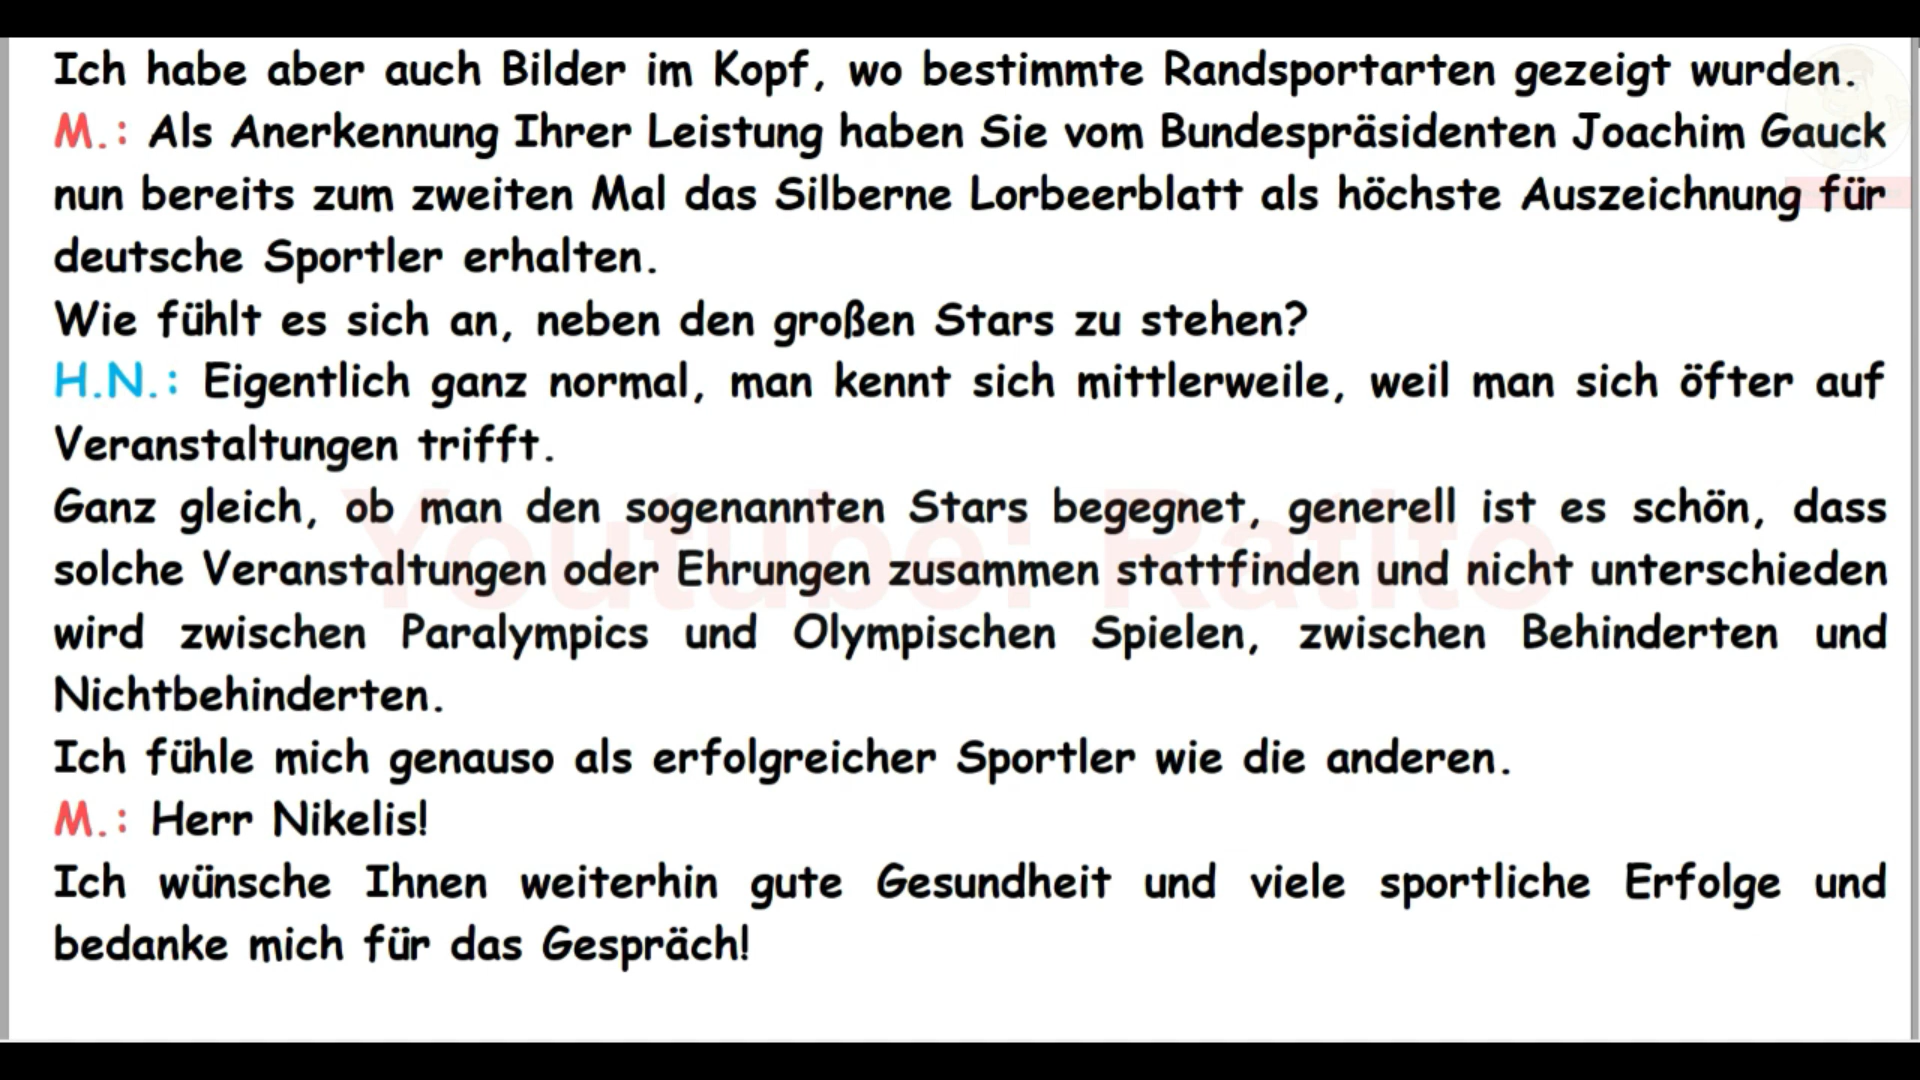 Ich habe aber auch Bilder im Kopf, wo bestimmte Randsportarten gezeigt wurden.
M.: Als Anerkennung Ihrer Leistung haben Sie vom Bundespräsidenten Joachim Gauck
nun bereits zum zweiten Mal das Silberne Lorbeerblatt als höchste Auszeichnung für
deutsche Sportler erhalten.
Wie fühlt es sich an, neben den großen Stars zu stehen?
H.N.: Eigentlich ganz normal, man kennt sich mittlerweile, weil man sich öfter auf
Veranstaltungen trifft.
Ganz gleich, ob man den sogenannten Stars begegnet, generell ist es schön, dass
solche Veranstaltungen oder Ehrungen zusammen stattfinden und nicht unterschieden
Youtube: Ratito
wird zwischen Paralympics und Olympischen Spielen, zwischen Behinderten und
Nichtbehinderten.
Ich fühle mich genauso als erfolgreicher Sportler wie die anderen.
M.: Herr Nikelis!
Ich wünsche Ihnen weiterhin gute Gesundheit und viele sportliche Erfolge und
bedanke mich für das Gespräch!